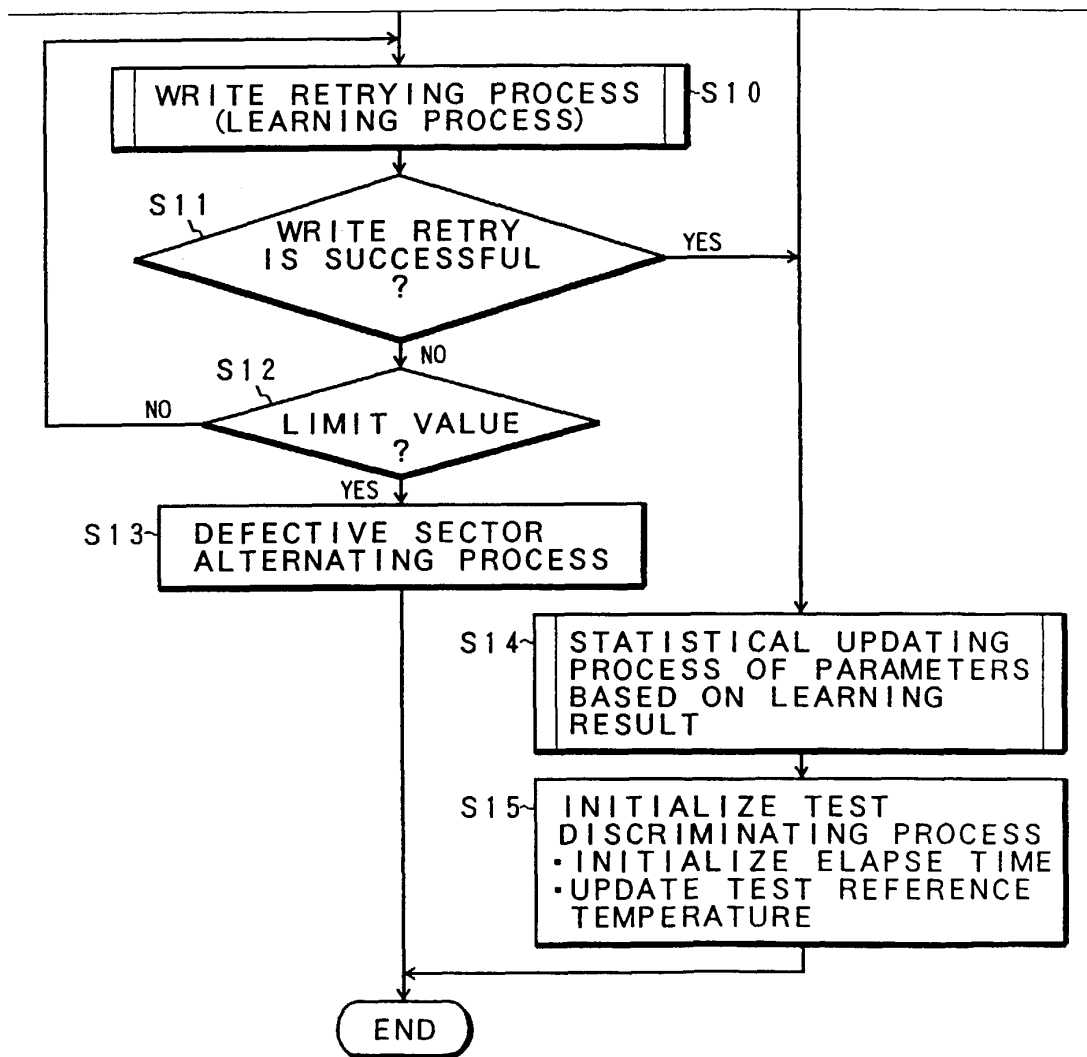 WRITE RETRYING PROCESS
(LEARNING PROCESS)
S10
S11
WRITE RETRY
IS SUCCESSFUL
?
YES
NO
S12
NO
LIMIT VALUE
?
YES
S13
DEFECTIVE SECTOR
ALTERNATING PROCESS
S14
STATISTICAL UPDATING
PROCESS OF PARAMETERS
BASED ON LEARNING
RESULT
S15
INITIALIZE TEST
DISCRIMINATING PROCESS
・INITIALIZE ELAPSE TIME
・UPDATE TEST REFERENCE
TEMPERATURE
END